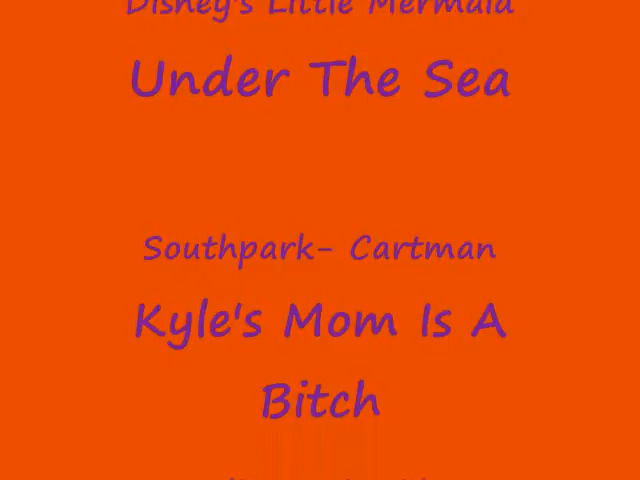 Disney's Little Mermaid
Under The Sea
Southpark- Cartman
Kyle's Mom Is A
Bitch